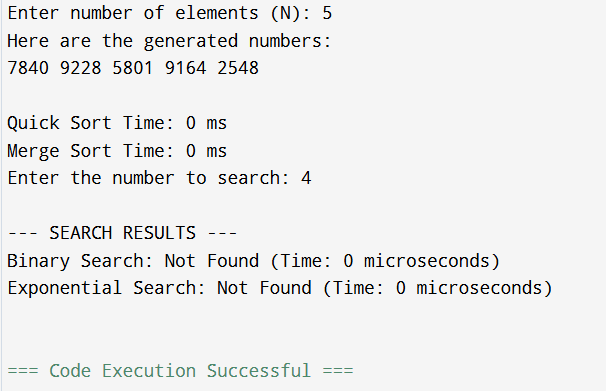 Enter number of elements (N): 5
Here are the generated numbers:
7840 9228 5801 9164 2548
Quick Sort Time: 0 ms
Merge Sort Time: 0 ms
Enter the number to search: 4
--- SEARCH RESULTS ---
Binary Search: Not Found (Time: 0 microseconds)
Exponential Search: Not Found (Time: 0 microseconds)
=== Code Execution Successful ===